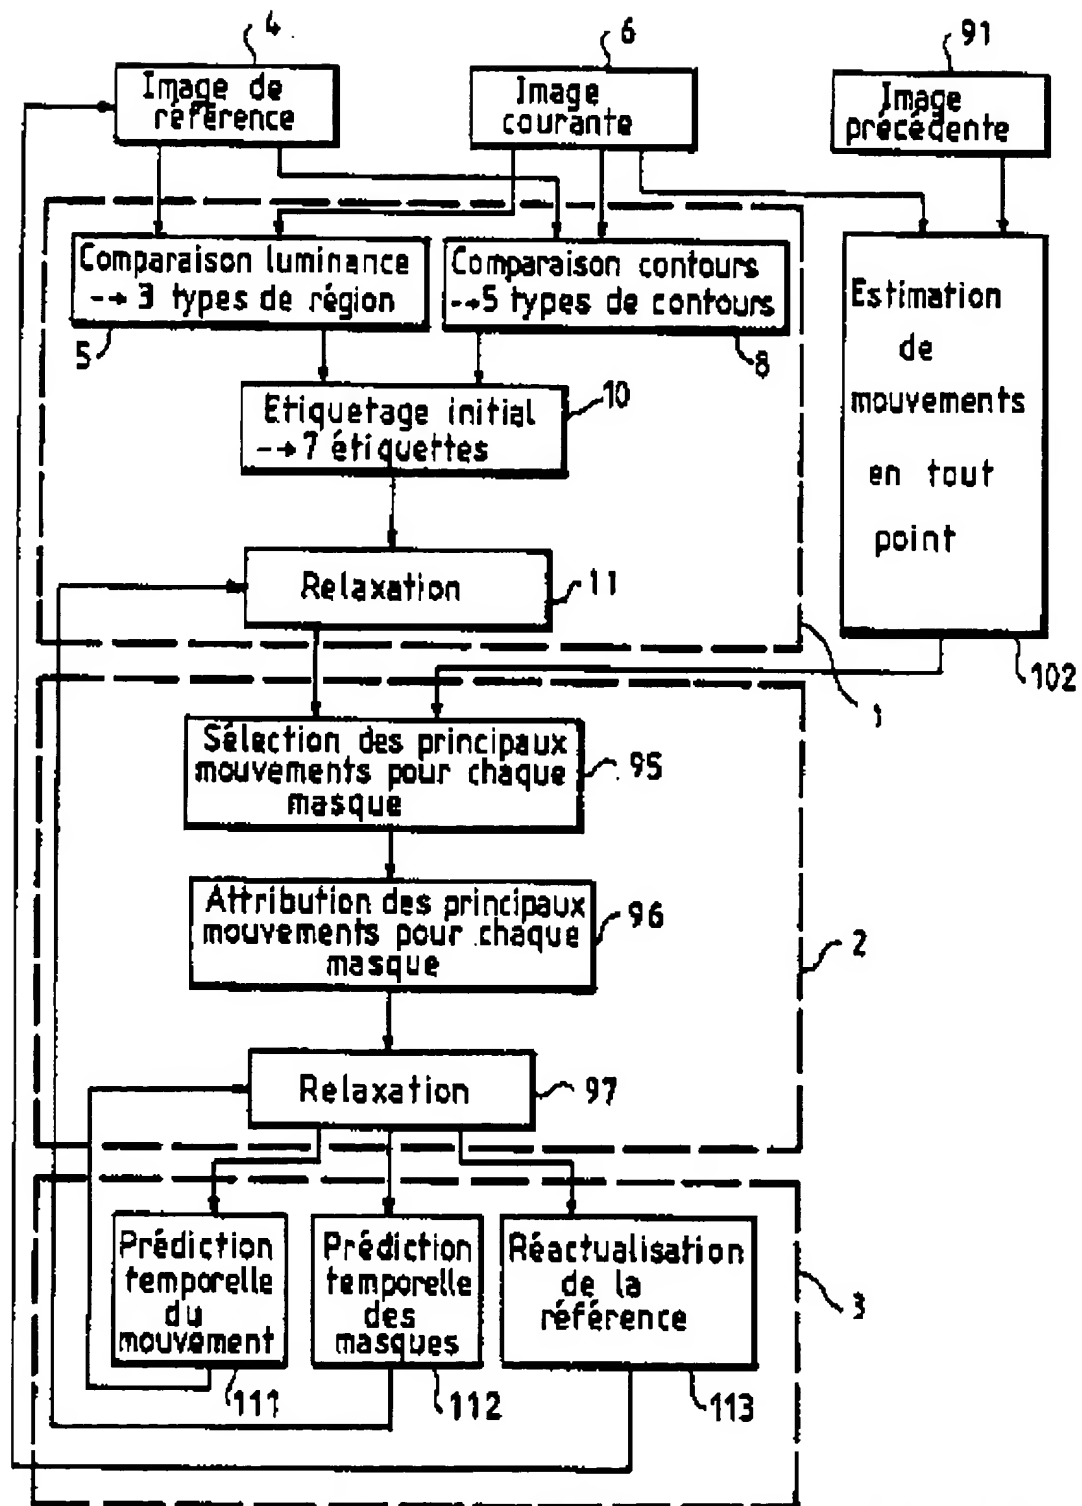 4
6
91
Image de
référence
Image
courante
Image
précédente
Comparaison luminance
--→ 3 types de région
Comparaison contours
--→ 5 types de contours
5
8
Estimation
de
mouvements
en tout
point
Etiquetage initial
--→ 7 étiquettes
10
Relaxation
11
1
102
Sélection des principaux
mouvements pour chaque
masque
95
Attribution des principaux
mouvements pour chaque
masque
96
2
Relaxation
97
Prédiction
temporelle
du
mouvement
Prédiction
temporelle
des
masques
Réactualisation
de la
référence
3
111
112
113